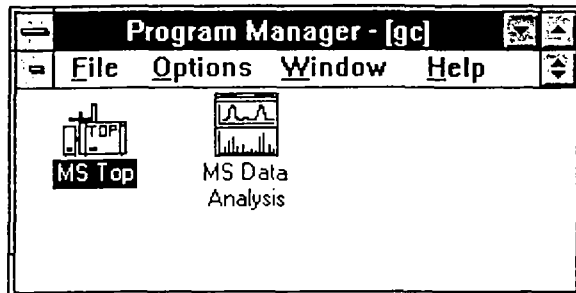 Program Manager - [gc]
File Options Window Help
TOP
MS Top
MS Data
Analysis